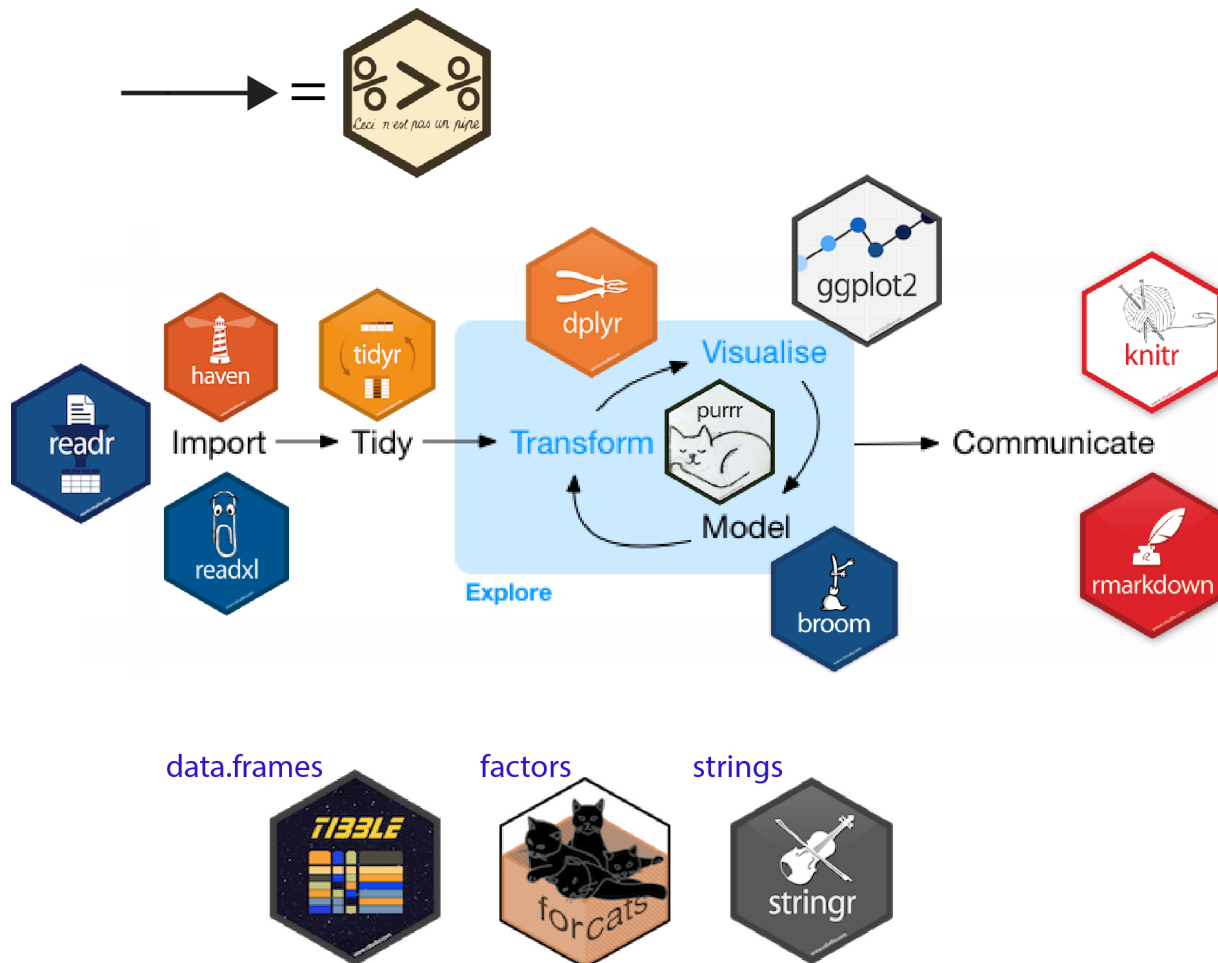 =
%>%
Ceci n'est pas un pipe
ggplot2
dplyr
haven
tidyr
Visualise
knitr
purrr
readr
Import
Tidy
Transform
Communicate
Model
readxl
rmarkdown
Explore
broom
data.frames
factors
strings
TIBBLE
forcats
stringr